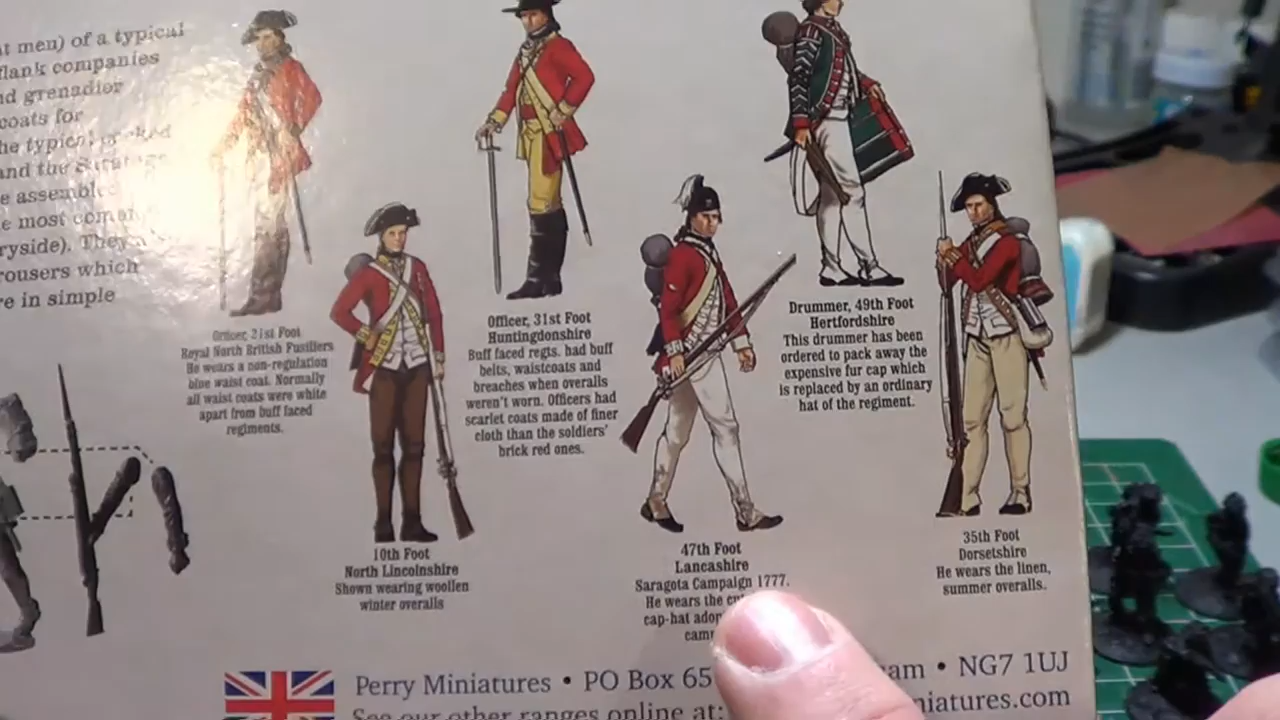 t men) of a typical
flank companies
nd grenadior
coats for
he typical
and the
e assemble
e most
ryside). They
rousers which
re in simple
Officer, 21st Foot
Royal North British Fusiliers
He wears a non-regulation
blue waist coat. Normally
all waist coats were white
apart from buff faced
regiments.
Officer, 31st Foot
Huntingdonshire
Buff faced regts. had buff
belts, waistcoats and
breaches when overalls
weren't worn. Officers had
scarlet coats made of finer
cloth than the soldiers'
brick red ones.
Drummer, 49th Foot
Hertfordshire
This drummer has been
ordered to pack away the
expensive fur cap which
is replaced by an ordinary
hat of the regiment.
10th Foot
North Lincolnshire
Shown wearing woollen
winter overalls
47th Foot
Lancashire
Saragota Campaign 1777.
He wears the
cap-hat
35th Foot
Dorsetshire
He wears the linen,
summer overalls.
Perry Miniatures • PO Box 65 am • NG7 1UJ
See our other ranges online at: niatures.com